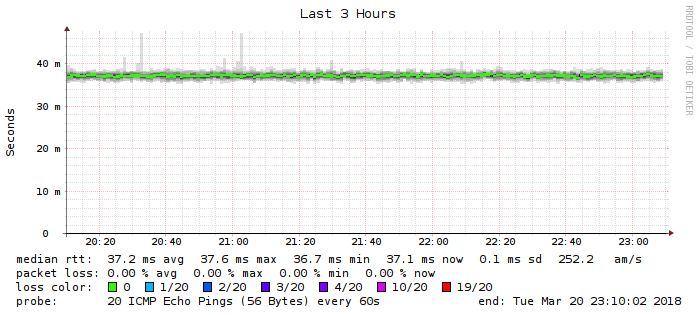 Last 3 Hours
RRDTOOL / TOBI OETIKER
Seconds
40 m
30 m
20 m
10 m
0
20:20 20:40 21:00 21:20 21:40 22:00 22:20 22:40 23:00
median rtt: 37.2 ms avg 37.6 ms max 36.7 ms min 37.1 ms now 0.1 ms sd 252.2 am/s
packet loss: 0.00 % avg 0.00 % max 0.00 % min 0.00 % now
loss color: 0 1/20 2/20 3/20 4/20 10/20 19/20
probe: 20 ICMP Echo Pings (56 Bytes) every 60s end: Tue Mar 20 23:10:02 2018